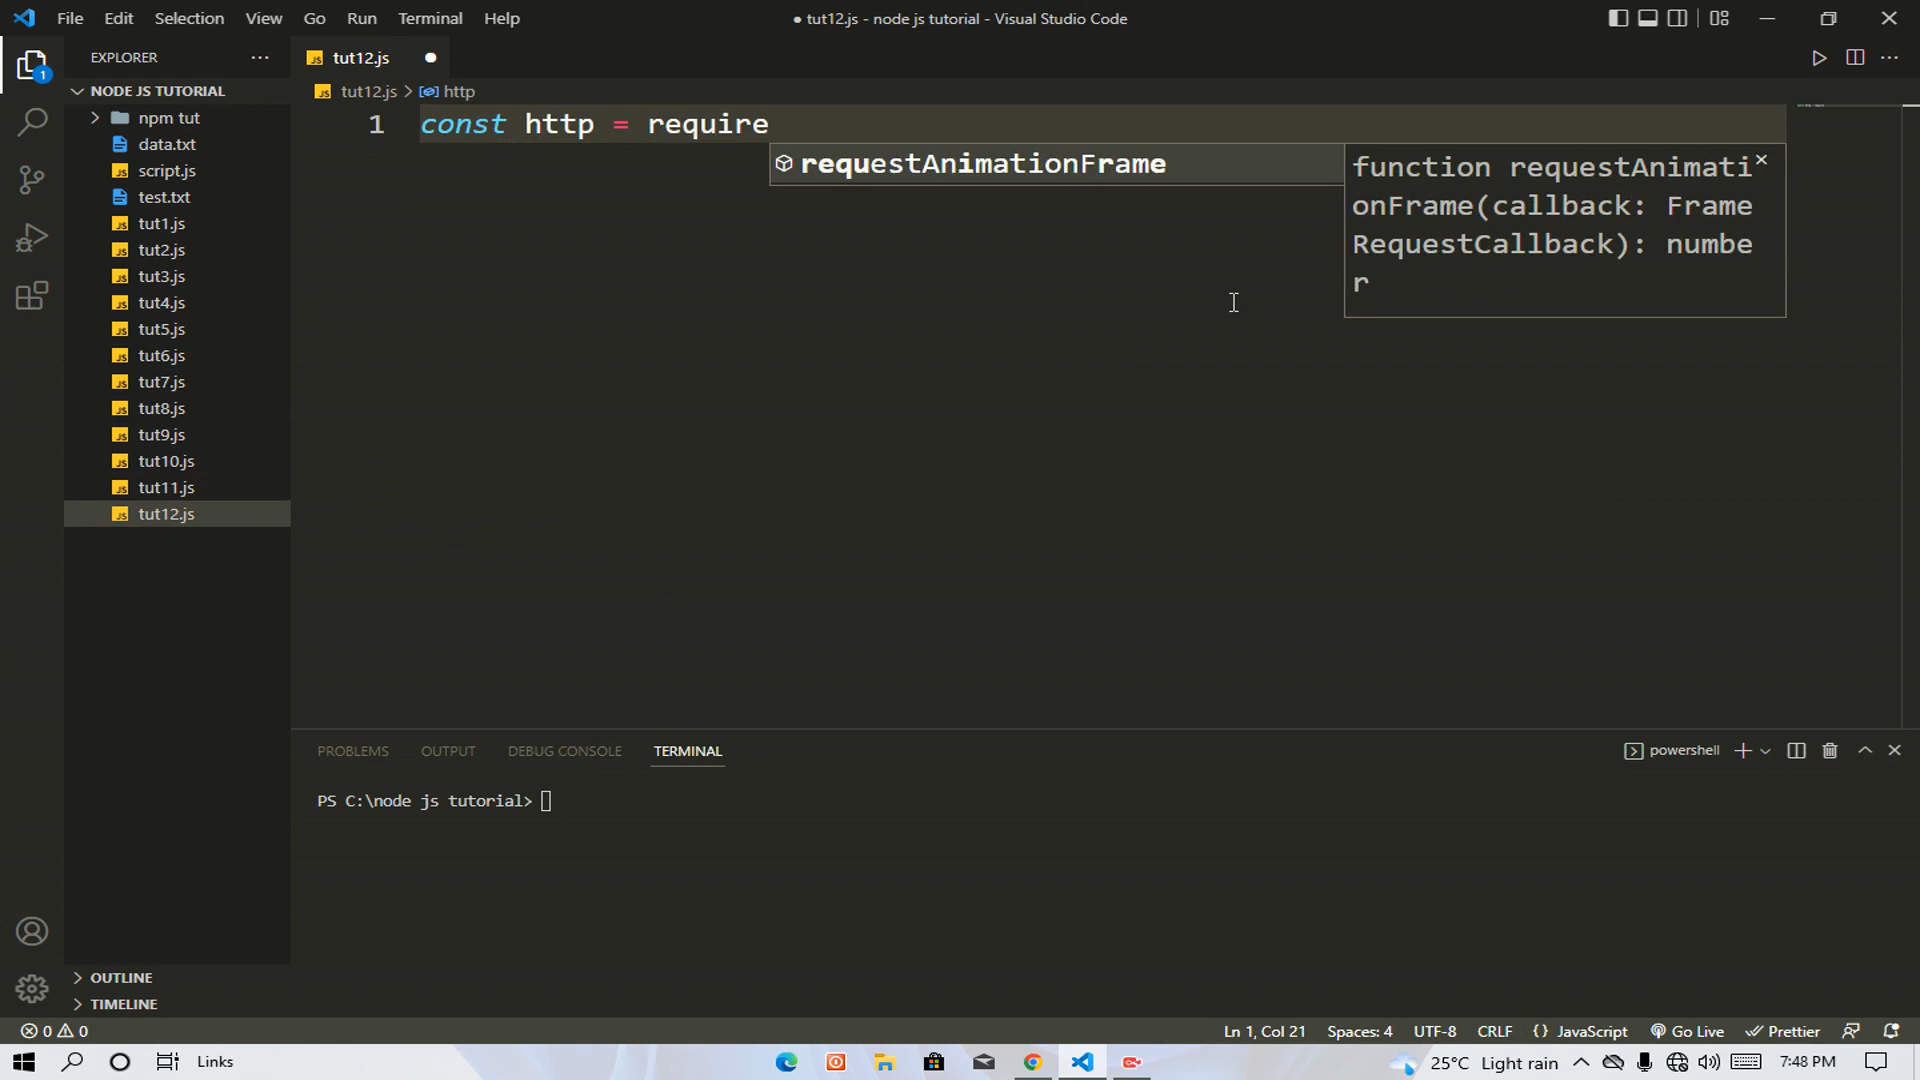 File Edit Selection View Go Run Terminal Help
● tut12.js - node js tutorial - Visual Studio Code
1
EXPLORER
tut12.js
NODE JS TUTORIAL
tut12.js > http
npm tut
data.txt
script.js
test.txt
tut1.js
tut2.js
tut3.js
tut4.js
tut5.js
tut6.js
tut7.js
tut8.js
tut9.js
tut10.js
tut11.js
tut12.js
OUTLINE
TIMELINE
1 const http = require
requestAnimationFrame
function requestAnimati
onFrame(callback: Frame
RequestCallback): numbe
r
PROBLEMS OUTPUT DEBUG CONSOLE TERMINAL
powershell
PS C:\node js tutorial>
0 0
Ln 1, Col 21 Spaces: 4 UTF-8 CRLF {} JavaScript Go Live Prettier
Links
25°C Light rain
7:48 PM